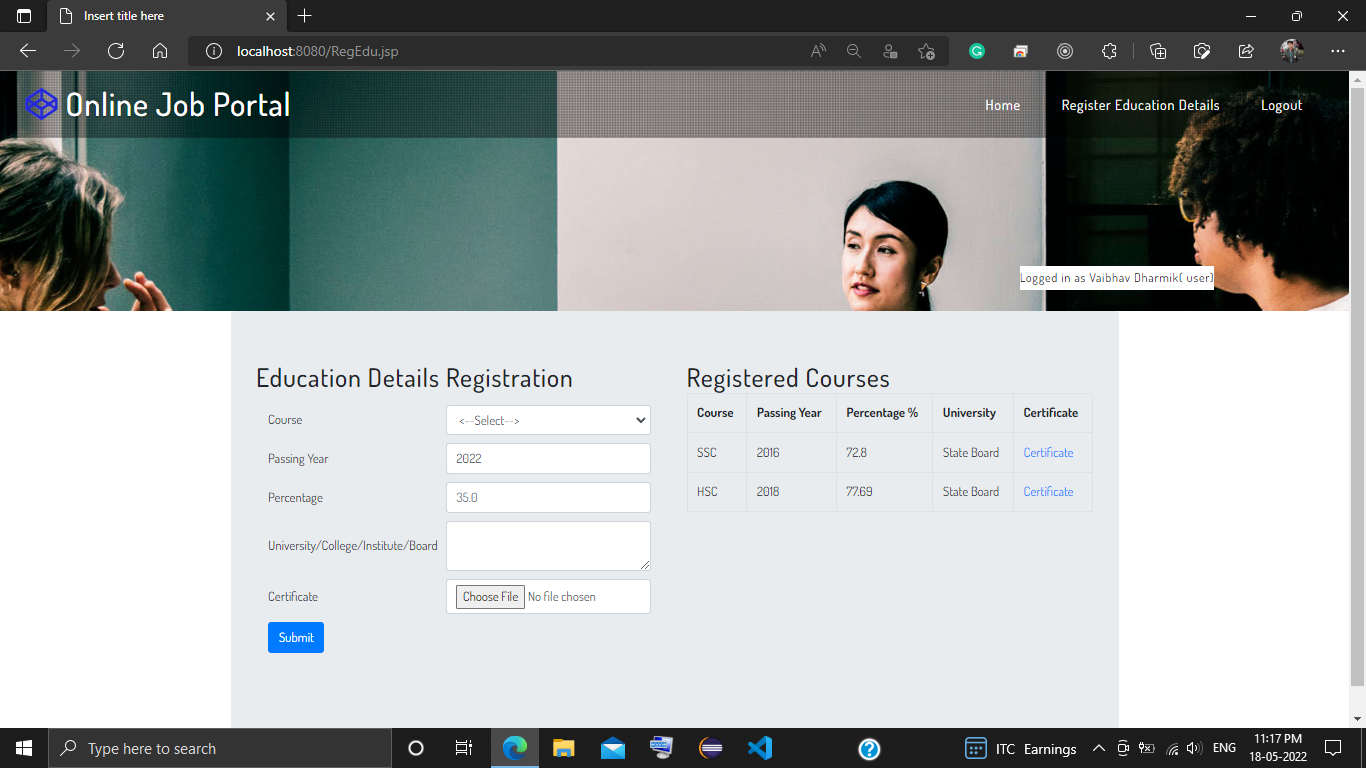 Insert title here
localhost:8080/RegEdu.jsp
Online Job Portal
Home Register Education Details Logout
Logged in as Vaibhav Dharmik( user)
Education Details Registration
Course <--Select-->
Passing Year 2022
Percentage 35.0
University/College/Institute/Board
Certificate Choose File No file chosen
Submit
Registered Courses
Course Passing Year Percentage % University Certificate
SSC 2016 72.8 State Board Certificate
HSC 2018 77.69 State Board Certificate
Type here to search
ITC Earnings
ENG
11:17 PM
18-05-2022